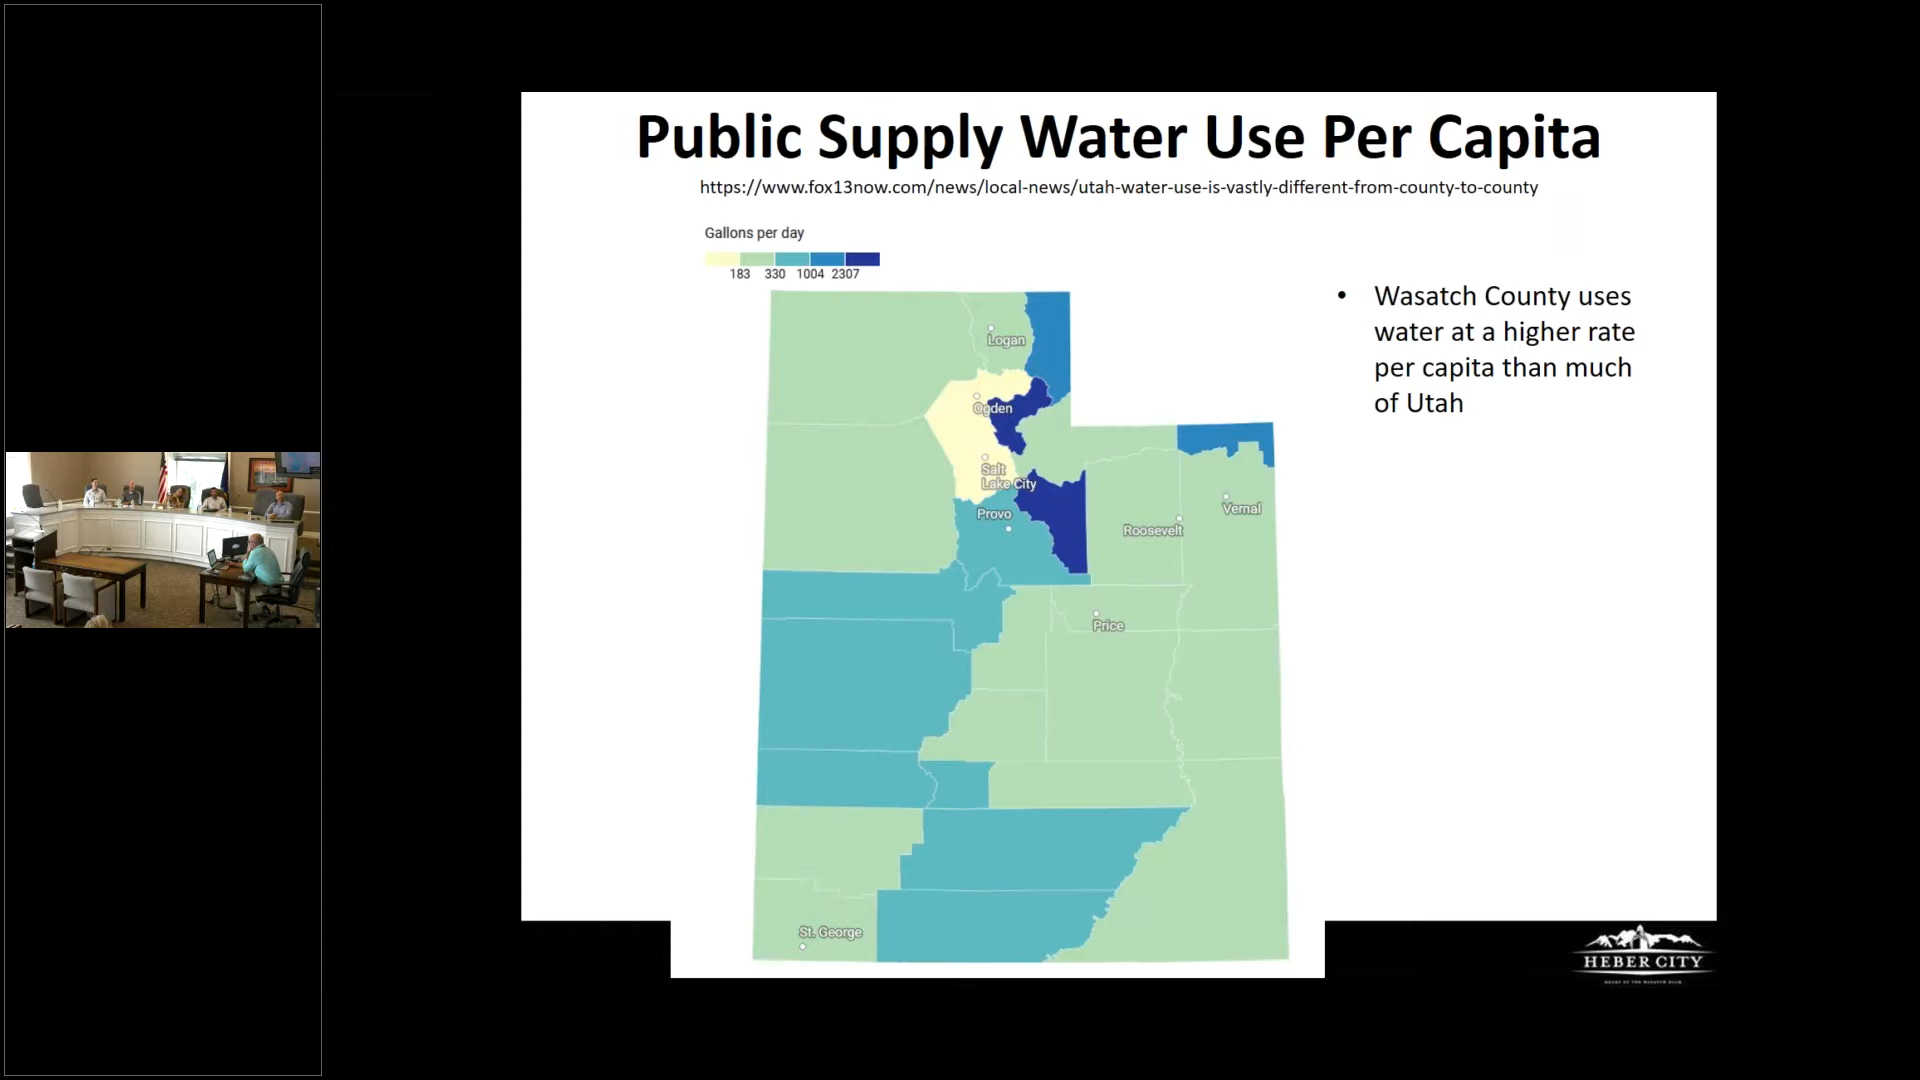 Public Supply Water Use Per Capita
https://www.fox13now.com/news/local-news/utah-water-use-is-vastly-different-from-county-to-county
Gallons per day
183 330 1004 2307
• Wasatch County uses
water at a higher rate
per capita than much
of Utah
Logan
Ogden
Salt
Lake City
Provo
Vernal
Roosevelt
Price
St. George
HEBER CITY